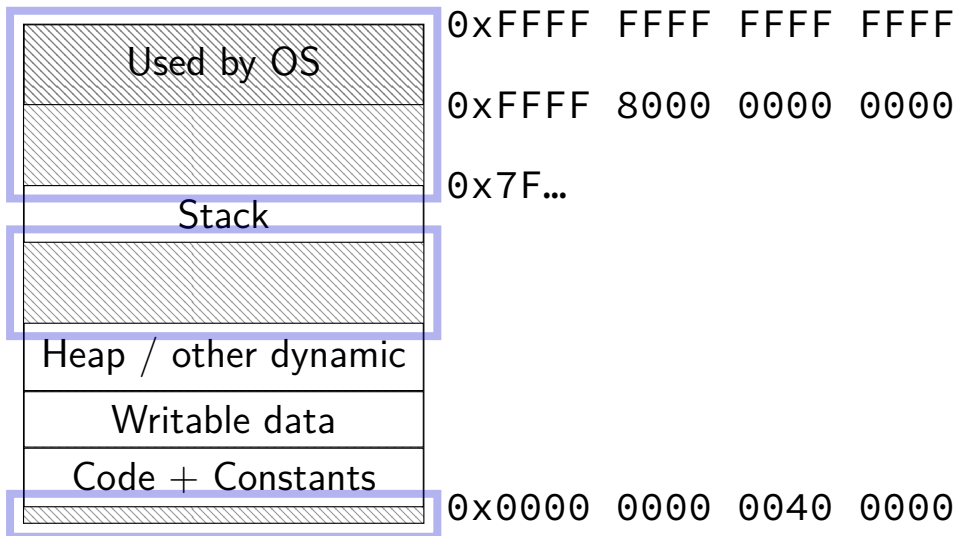 0xFFFF FFFF FFFF FFFF
Used by OS
0xFFFF 8000 0000 0000
0x7F…
Stack
Heap / other dynamic
Writable data
Code + Constants
0x0000 0000 0040 0000